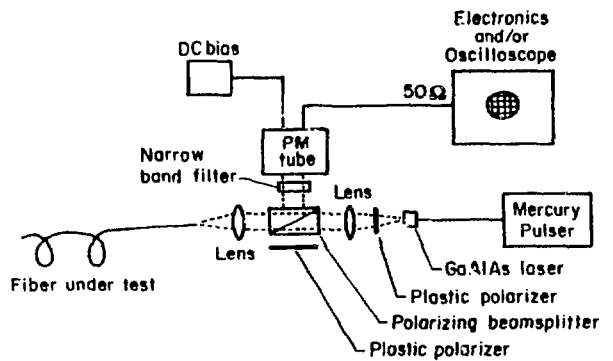 Electronics
and/or
Oscilloscope
DC bias
50Ω
PM
tube
Narrow
band filter
Lens
Mercury
Pulser
Lens
GaAlAs laser
Fiber under test
Plastic polarizer
Polarizing beamsplitter
Plastic polarizer